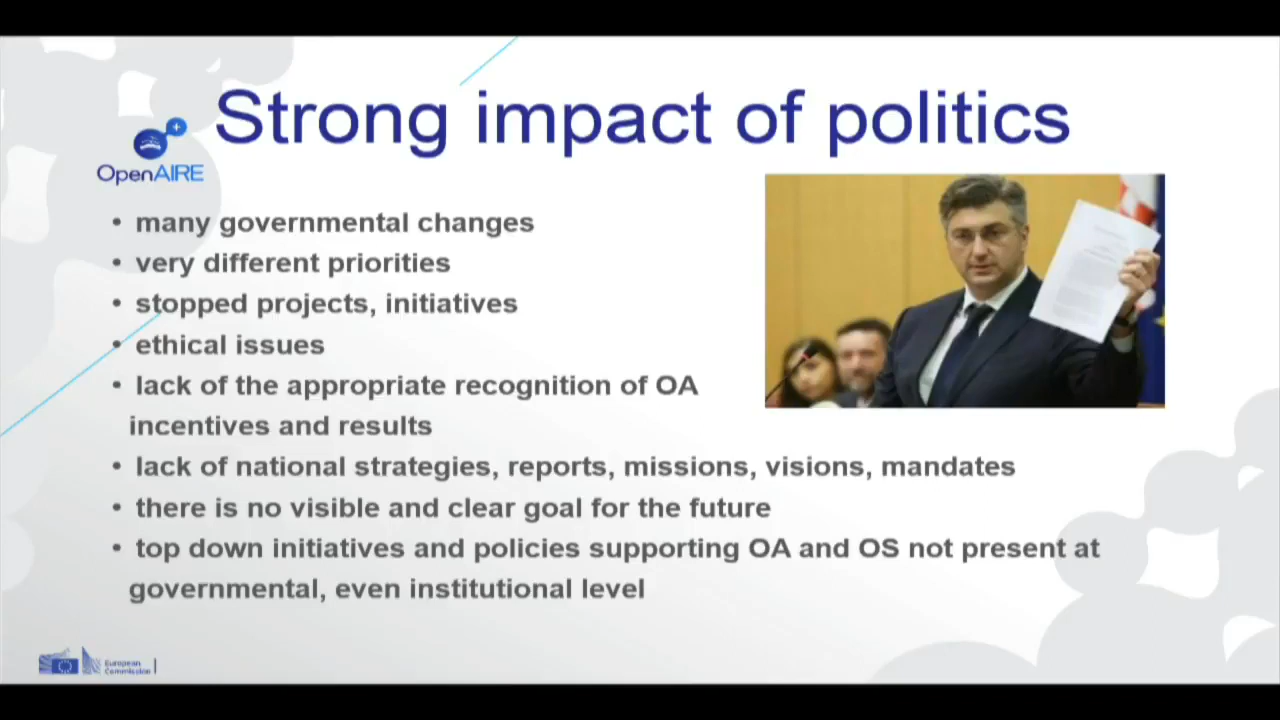 Strong impact of politics
OpenAIRE
• many governmental changes
• very different priorities
• stopped projects, initiatives
• ethical issues
• lack of the appropriate recognition of OA
incentives and results
• lack of national strategies, reports, missions, visions, mandates
• there is no visible and clear goal for the future
• top down initiatives and policies supporting OA and OS not present at
governmental, even institutional level
European
Commission